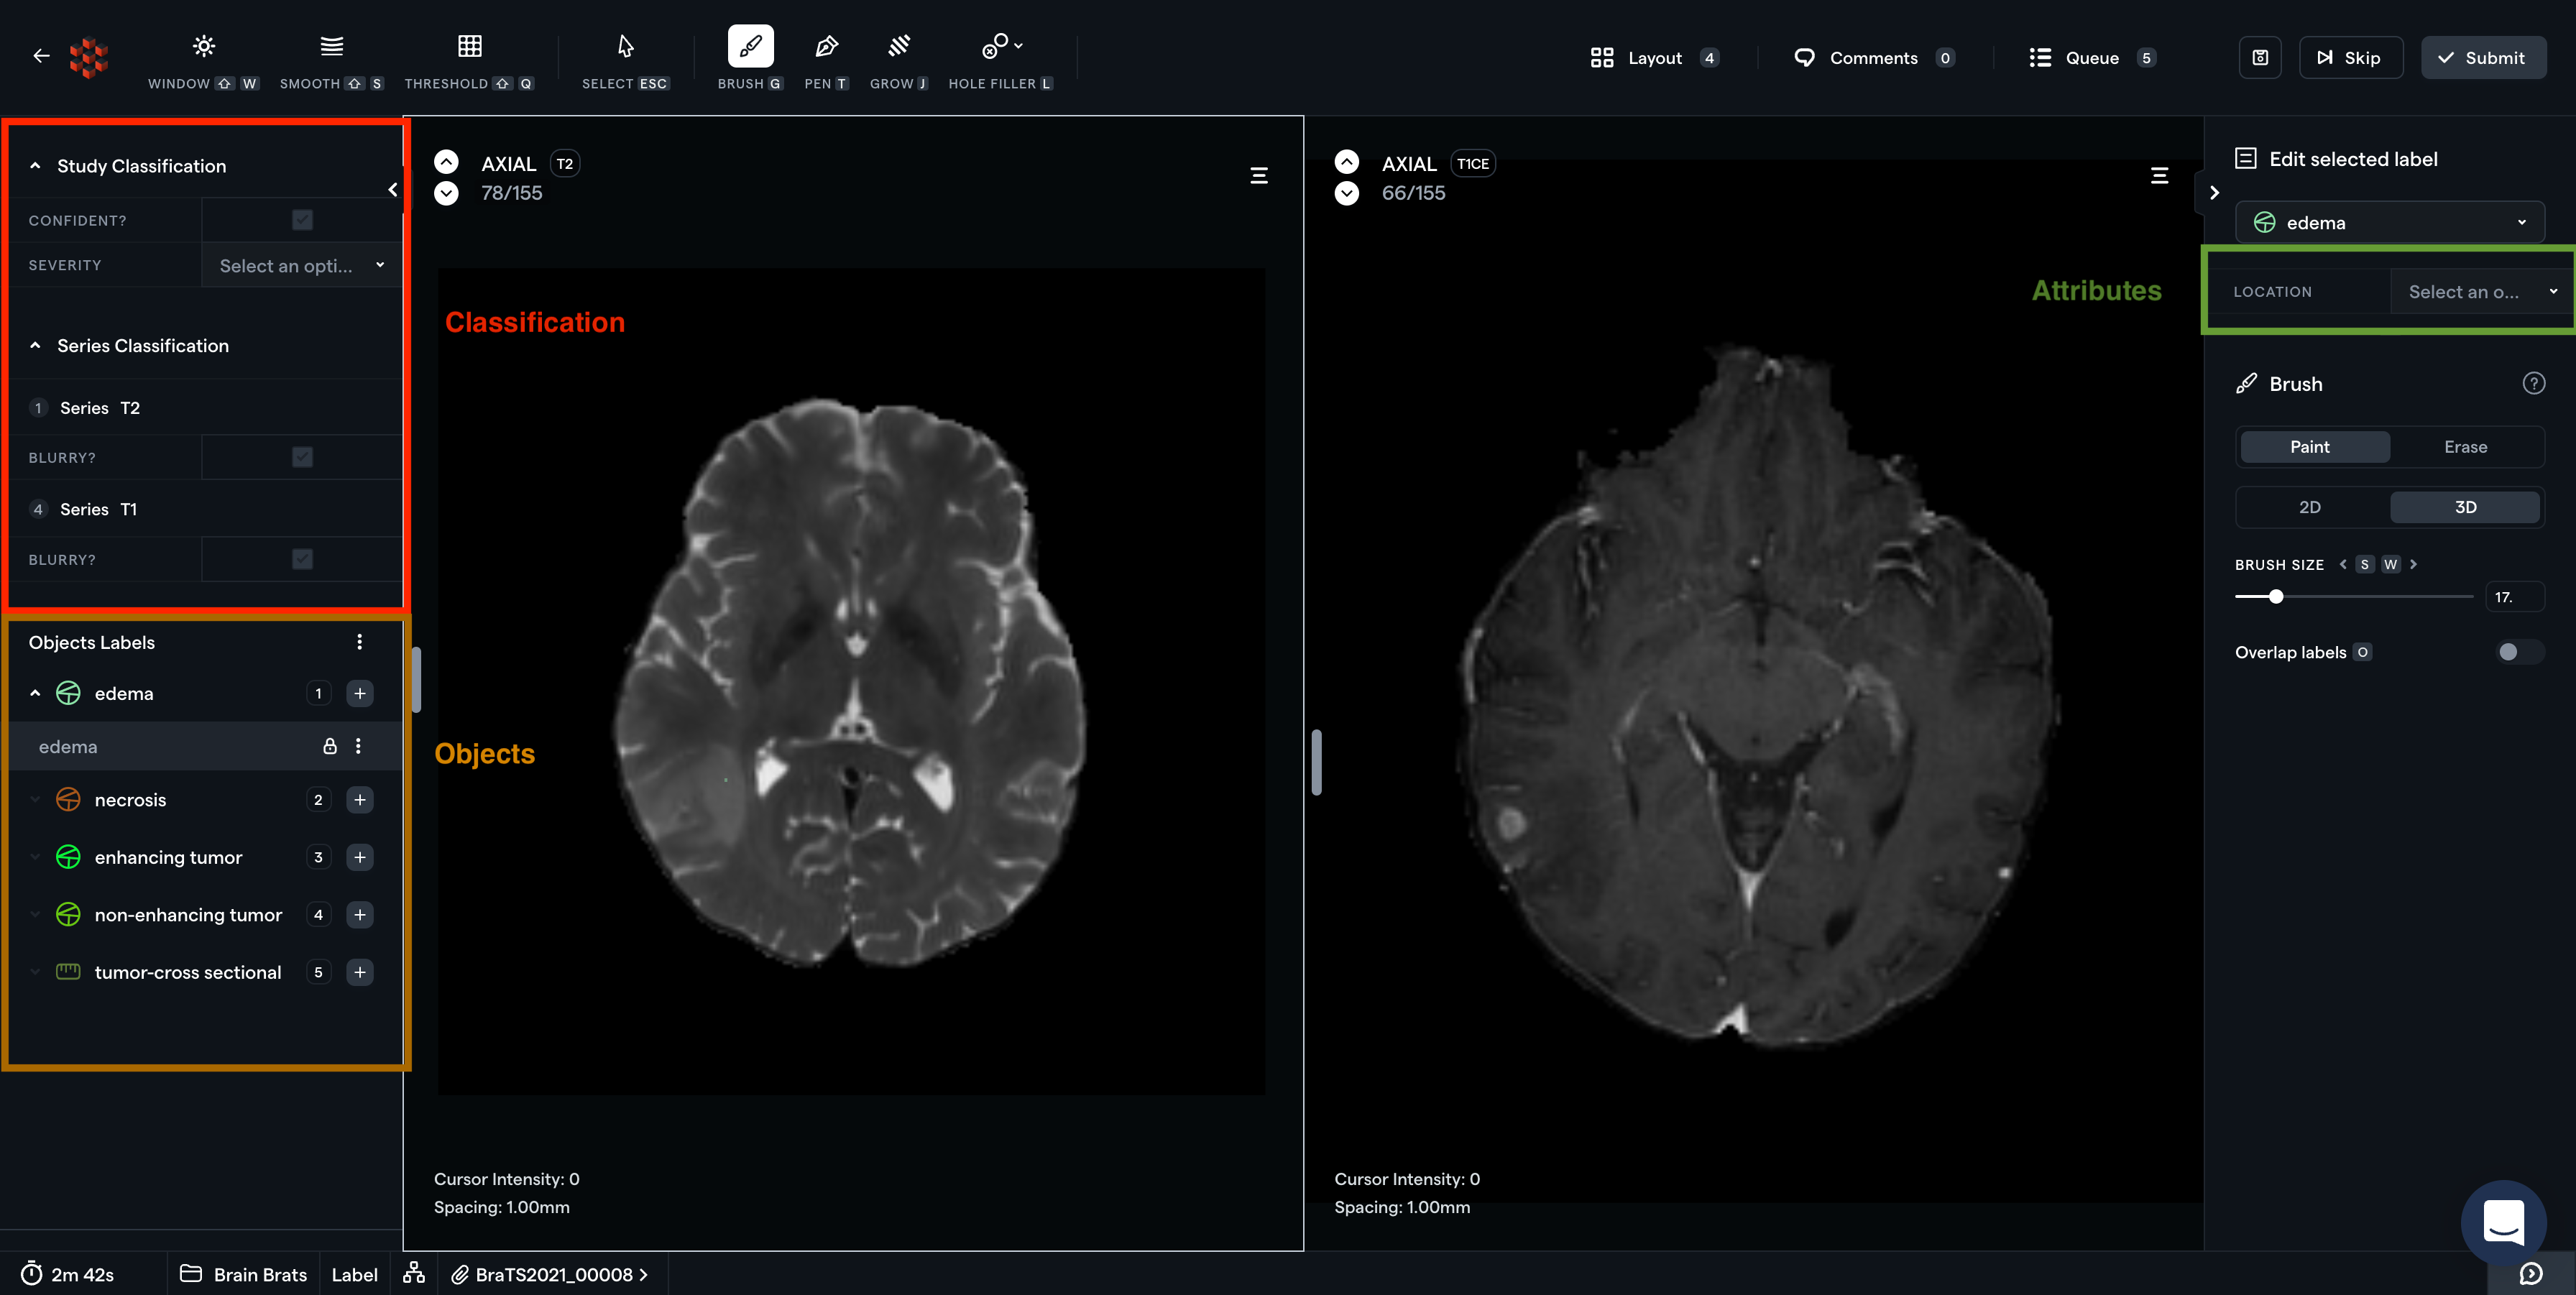 WINDOW W
SMOOTH S
THRESHOLD Q
SELECT ESC
BRUSH G
PEN T
GROW J
HOLE FILLER L
Layout 4
Comments 0
Queue 5
Skip
Submit
Study Classification
CONFIDENT?
SEVERITY Select an opti...
Series Classification
1 Series T2
BLURRY?
4 Series T1
BLURRY?
Objects Labels
edema 1 +
edema
necrosis 2 +
enhancing tumor 3 +
non-enhancing tumor 4 +
tumor-cross sectional 5 +
AXIAL T2
78/155
Classification
Objects
Cursor Intensity: 0
Spacing: 1.00mm
AXIAL T1CE
66/155
Attributes
Cursor Intensity: 0
Spacing: 1.00mm
Edit selected label
edema
LOCATION Select an o...
Brush ?
Paint Erase
2D 3D
BRUSH SIZE < S W >
17.
Overlap labels O
2m 42s
Brain Brats
Label
BraTS2021_00008 >